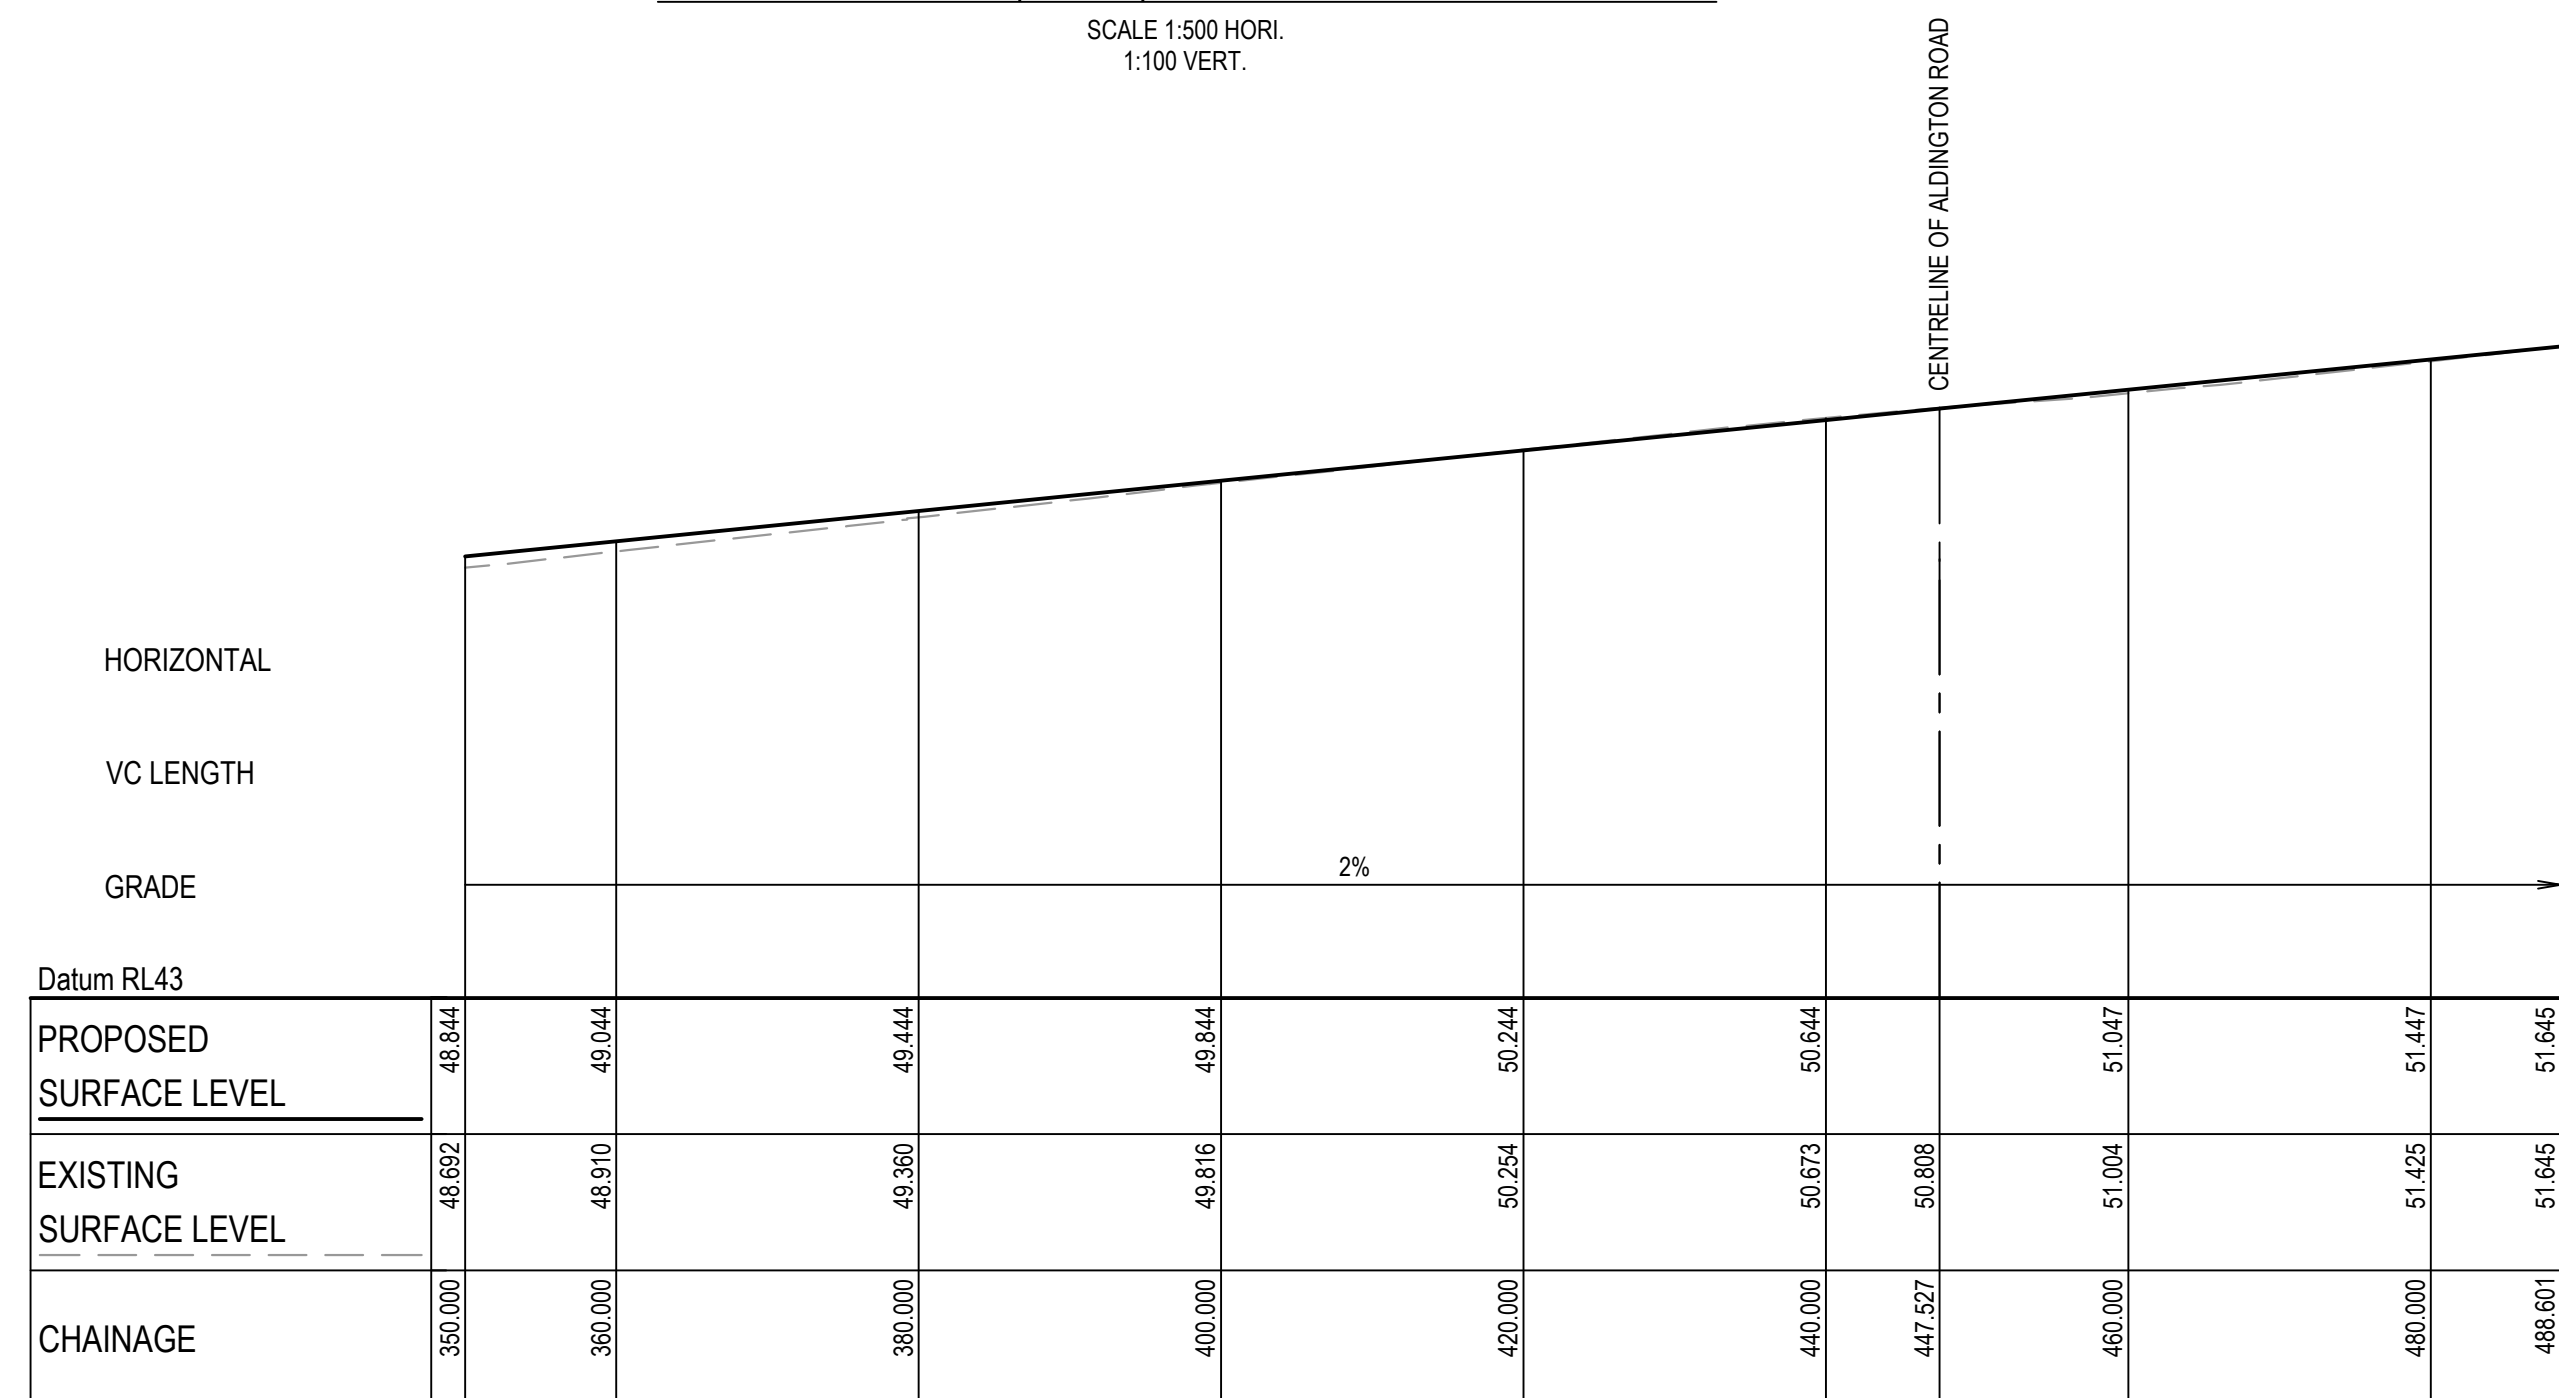 SCALE 1:500 HORI.
1:100 VERT.
CENTRELINE OF ALDINGTON ROAD
HORIZONTAL
VC LENGTH
GRADE
2%
Datum RL43
PROPOSED
SURFACE LEVEL
48.844
49.044
49.444
49.844
50.244
50.644
51.047
51.447
51.645
EXISTING
SURFACE LEVEL
48.692
48.910
49.360
49.816
50.254
50.673
50.808
51.004
51.425
51.645
CHAINAGE
350.000
360.000
380.000
400.000
420.000
440.000
447.527
460.000
480.000
488.601